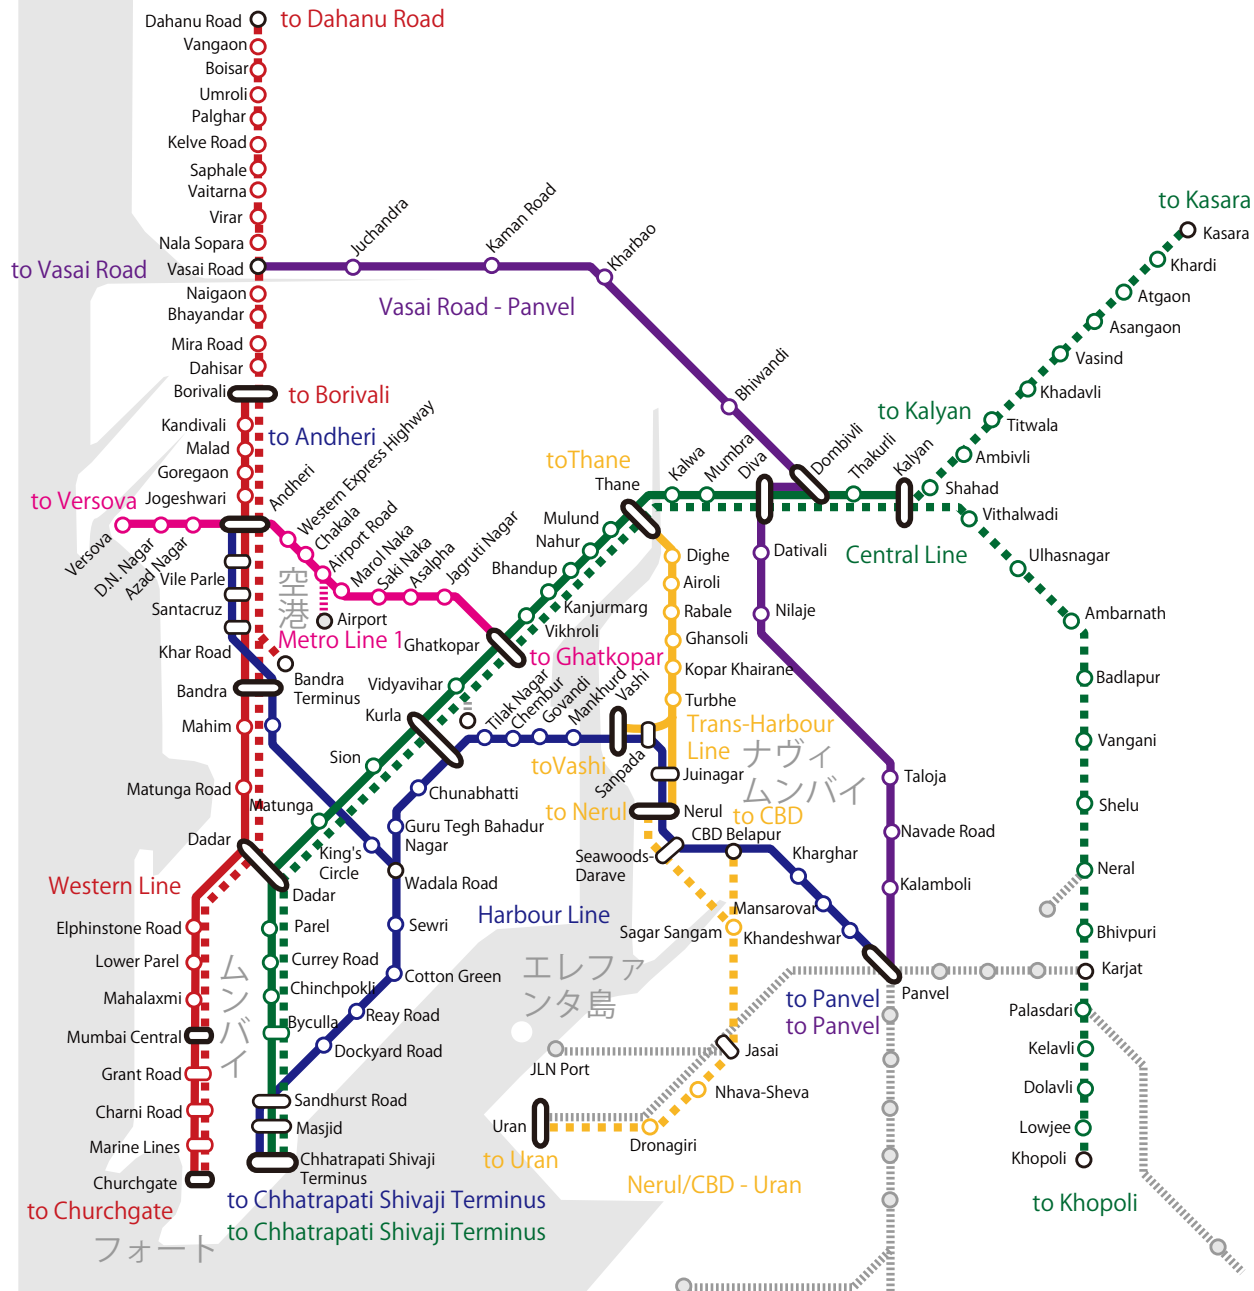 Dahanu Road
to Dahanu Road
Vangaon
Boisar
Umroli
Palghar
Kelve Road
Saphale
Vaitarna
Virar
Nala Sopara
to Vasai Road
Vasai Road
Naigaon
Bhayandar
Mira Road
Dahisar
Borivali
to Borivali
Kandivali
to Andheri
Malad
Goregaon
Jogeshwari
to Versova
Juchandra
Kaman Road
Kharbao
Vasai Road - Panvel
Bhiwandi
Dombivli
Thakurli
Kalyan
to Kalyan
to Kasara
Kasara
Khardi
Atgaon
Asangaon
Vasind
Khadavli
Titwala
Ambivli
Shahad
Vithalwadi
Central Line
Ulhasnagar
Ambarnath
Badlapur
Vangani
Shelu
Neral
Bhivpuri
Karjat
Palasdari
Kelavli
Dolavli
Lowjee
Khopoli
to Khopoli
Versova
D.N. Nagar
Azad Nagar
Andheri
Western Express Highway
Chakala
Airport Road
Marol Naka
Saki Naka
Asalpha
Jagruti Nagar
空
港
Airport
Metro Line 1
Ghatkopar
to Ghatkopar
Vile Parle
Santacruz
Khar Road
Bandra
Bandra
Terminus
Mahim
Matunga Road
Dadar
Western Line
Elphinstone Road
Lower Parel
Mahalaxmi
Mumbai Central
Grant Road
Charni Road
Marine Lines
Churchgate
to Churchgate
フォート
ム
ン
バ
イ
toThane
Thane
Kalwa
Mumbra
Diva
Mulund
Nahur
Bhandup
Kanjurmarg
Vikhroli
Vidyavihar
Kurla
Sion
Matunga
Dadar
Parel
Currey Road
Chinchpokli
Byculla
Sandhurst Road
Masjid
Chhatrapati Shivaji
Terminus
to Chhatrapati Shivaji Terminus
to Chhatrapati Shivaji Terminus
King's
Circle
Tilak Nagar
Chembur
Govandi
Mankhurd
Vashi
Chunabhatti
Guru Tegh Bahadur
Nagar
Wadala Road
Sewri
Cotton Green
Reay Road
Dockyard Road
Harbour Line
Dighe
Airoli
Rabale
Ghansoli
Kopar Khairane
Turbhe
Trans-Harbour
Line
toVashi
Sanpada
Juinagar
ナヴィ
ムンバイ
to Nerul
Nerul
to CBD
Seawoods-
Darave
CBD Belapur
Kharghar
Mansarovar
Khandeshwar
Sagar Sangam
Panvel
to Panvel
to Panvel
Dativali
Nilaje
Taloja
Navade Road
Kalamboli
エレファ
ンタ島
JLN Port
Jasai
Nhava-Sheva
Dronagiri
Uran
to Uran
Nerul/CBD - Uran